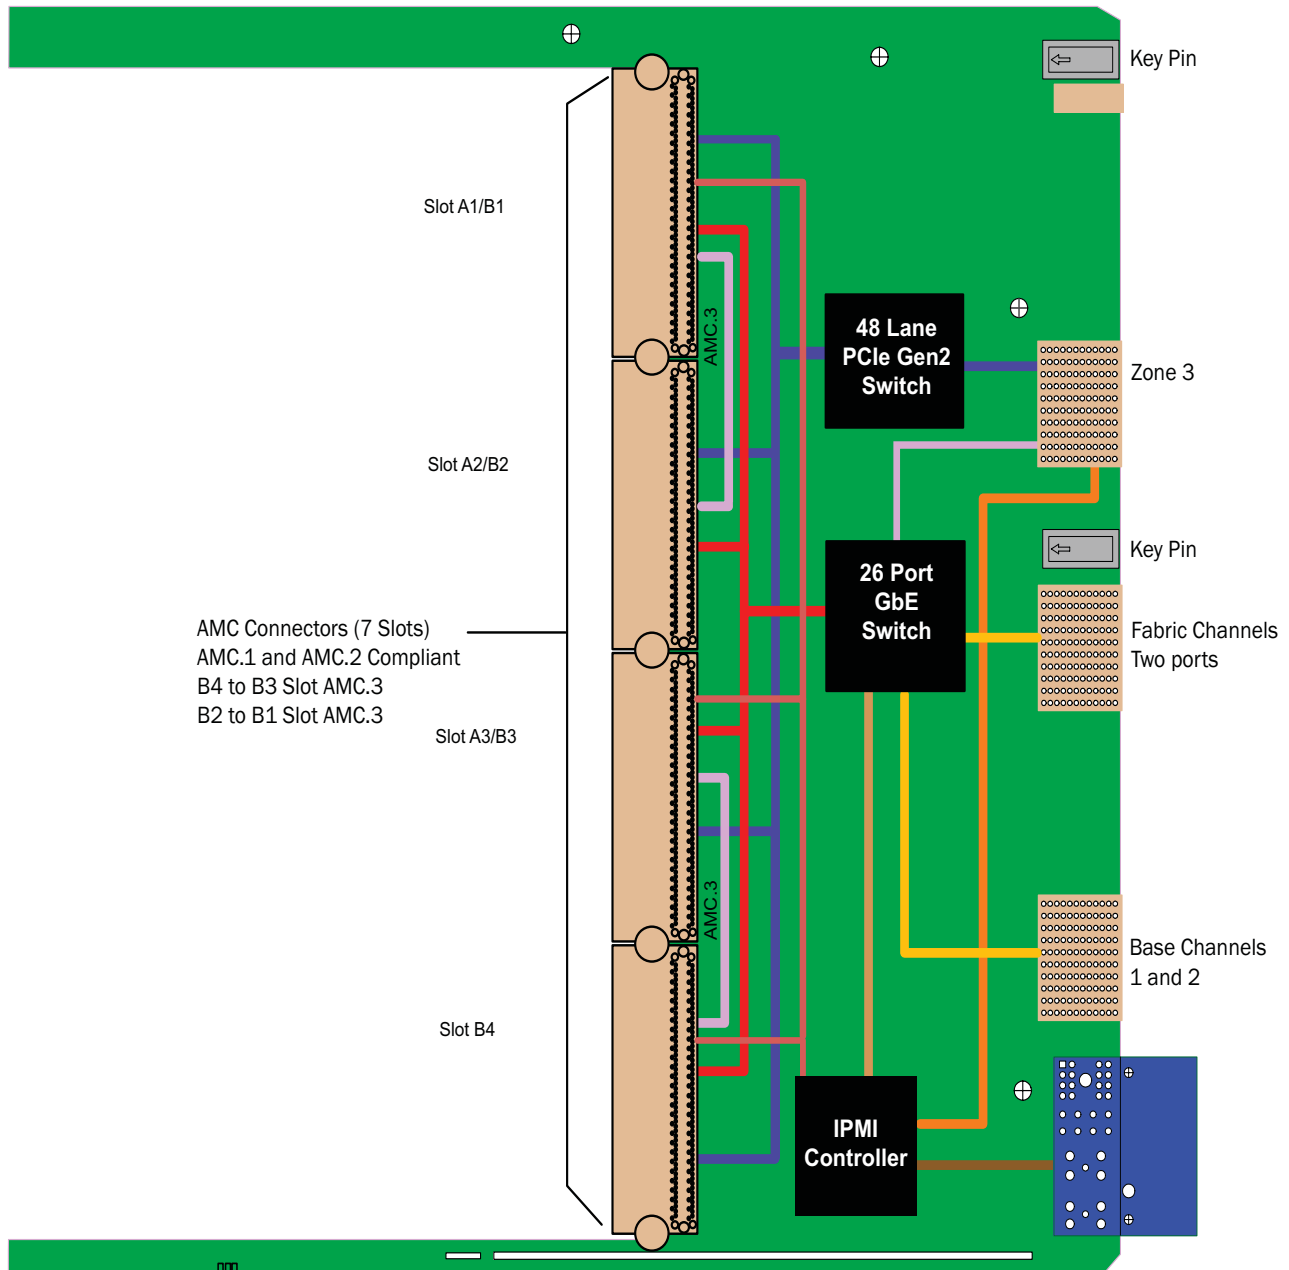 Key Pin
Slot A1/B1
AMC.3
48 Lane
PCIe Gen2
Switch
Zone 3
Slot A2/B2
26 Port
GbE
Switch
Key Pin
Fabric Channels
Two ports
AMC Connectors (7 Slots)
AMC.1 and AMC.2 Compliant
B4 to B3 Slot AMC.3
B2 to B1 Slot AMC.3
Slot A3/B3
AMC.3
Base Channels
1 and 2
Slot B4
IPMI
Controller